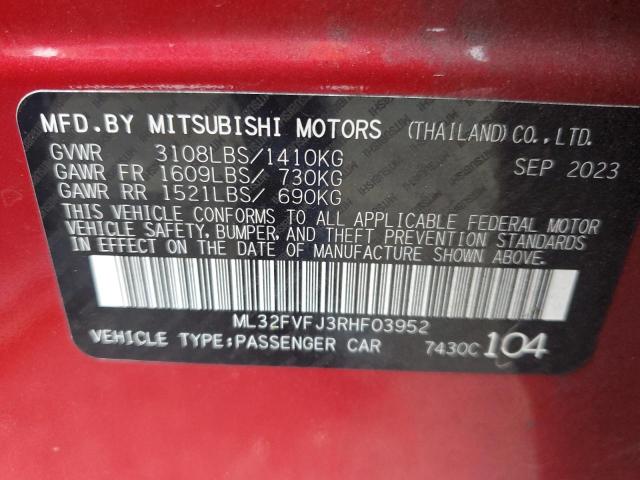 MFD.BY MITSUBISHI MOTORS (THAILAND)CO.,LTD.
GVWR 3108LBS/1410KG SEP 2023
GAWR FR 1609LBS/ 730KG
GAWR RR 1521LBS/ 690KG
THIS VEHICLE CONFORMS TO ALL APPLICABLE FEDERAL MOTOR
VEHICLE SAFETY, BUMPER, AND THEFT PREVENTION STANDARDS
IN EFFECT ON THE DATE OF MANUFACTURE SHOWN ABOVE.
ML32FVFJ3RHF03952
VEHICLE TYPE:PASSENGER CAR 7430C 104